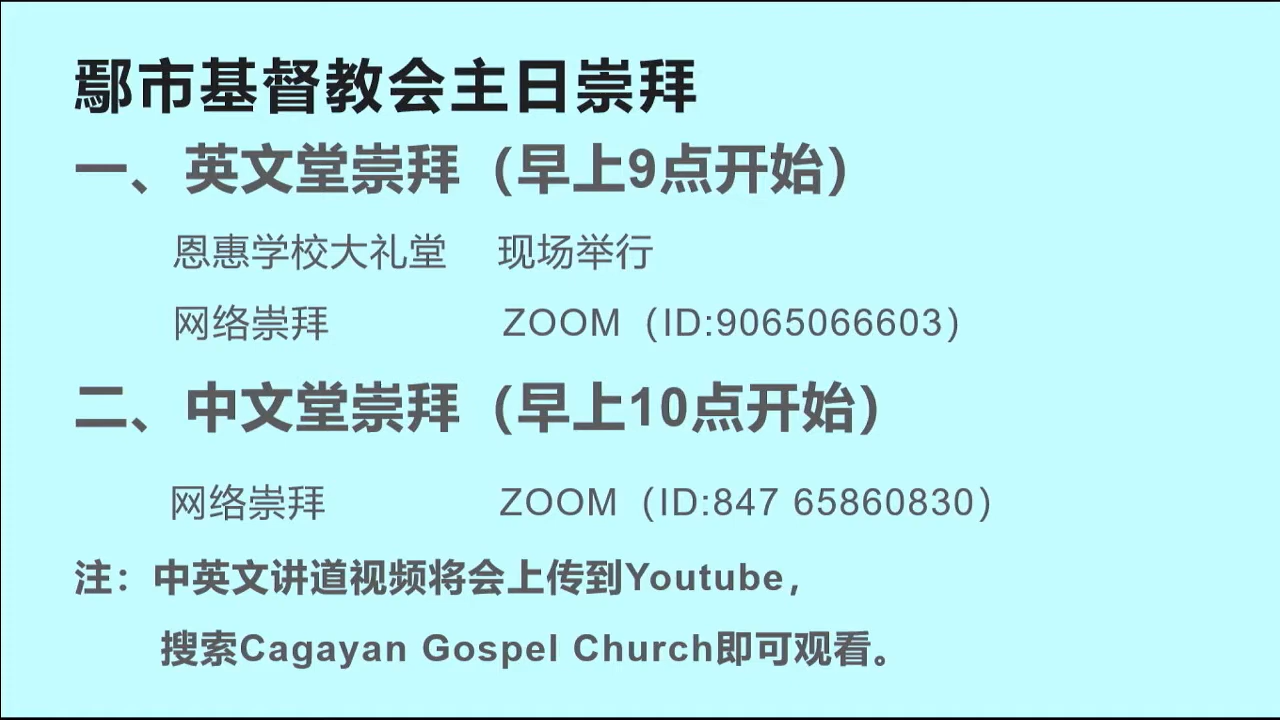 鄢市基督教会主日崇拜
一、英文堂崇拜（早上9点开始）
恩惠学校大礼堂 现场举行
网络崇拜 ZOOM（ID:9065066603）
二、中文堂崇拜（早上10点开始）
网络崇拜 ZOOM（ID:847 65860830）
注：中英文讲道视频将会上传到Youtube，
搜索Cagayan Gospel Church即可观看。